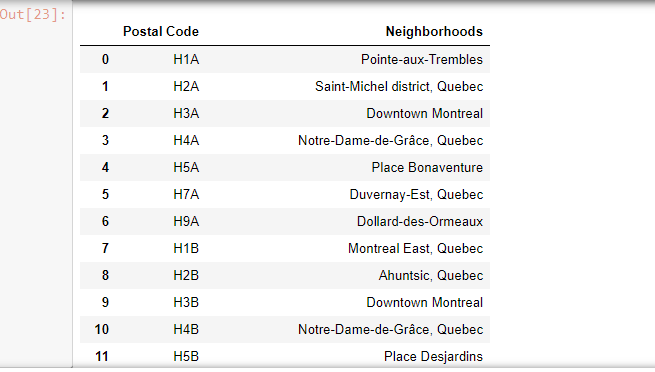 Out[23]:
Postal Code Neighborhoods
0 H1A Pointe-aux-Trembles
1 H2A Saint-Michel district, Quebec
2 H3A Downtown Montreal
3 H4A Notre-Dame-de-Grâce, Quebec
4 H5A Place Bonaventure
5 H7A Duvernay-Est, Quebec
6 H9A Dollard-des-Ormeaux
7 H1B Montreal East, Quebec
8 H2B Ahuntsic, Quebec
9 H3B Downtown Montreal
10 H4B Notre-Dame-de-Grâce, Quebec
11 H5B Place Desjardins